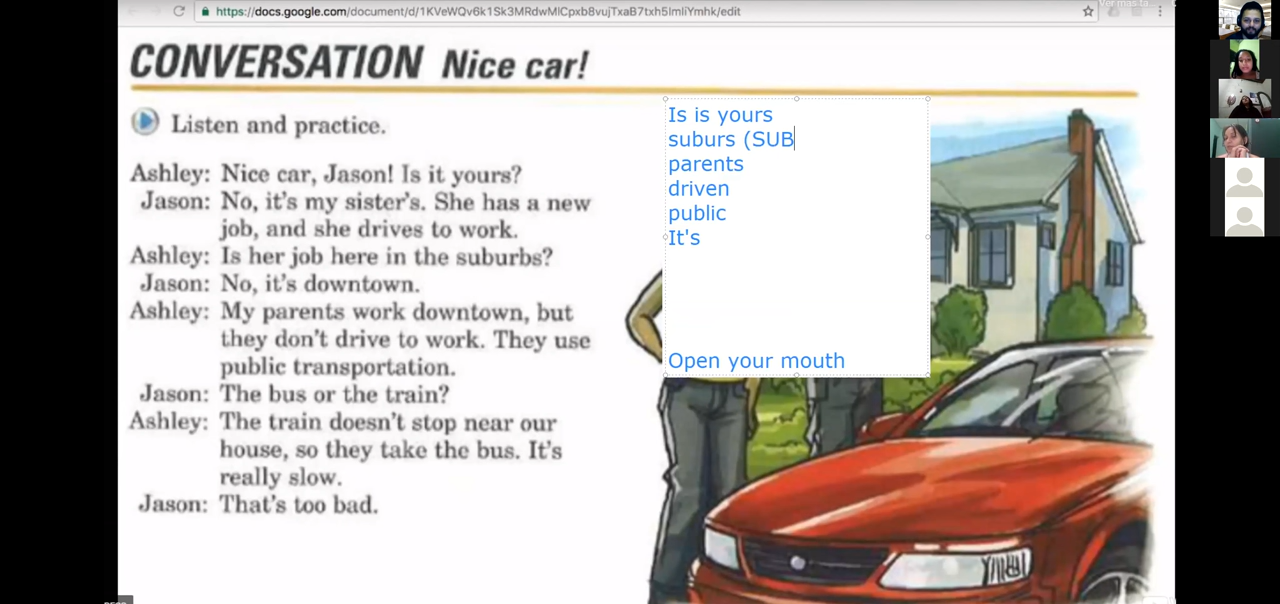 https://docs.google.com/document/d/1KVeWQv6k1Sk3MRdwMlCpxb8vujTxaB7txh5ImliYmhk/edit
Ver más ta
CONVERSATION Nice car!
Listen and practice.
Ashley: Nice car, Jason! Is it yours?
Jason: No, it's my sister's. She has a new
job, and she drives to work.
Ashley: Is her job here in the suburbs?
Jason: No, it's downtown.
Ashley: My parents work downtown, but
they don't drive to work. They use
public transportation.
Jason: The bus or the train?
Ashley: The train doesn't stop near our
house, so they take the bus. It's
really slow.
Jason: That's too bad.
Is is yours
suburs (SUB
parents
driven
public
It's
Open your mouth